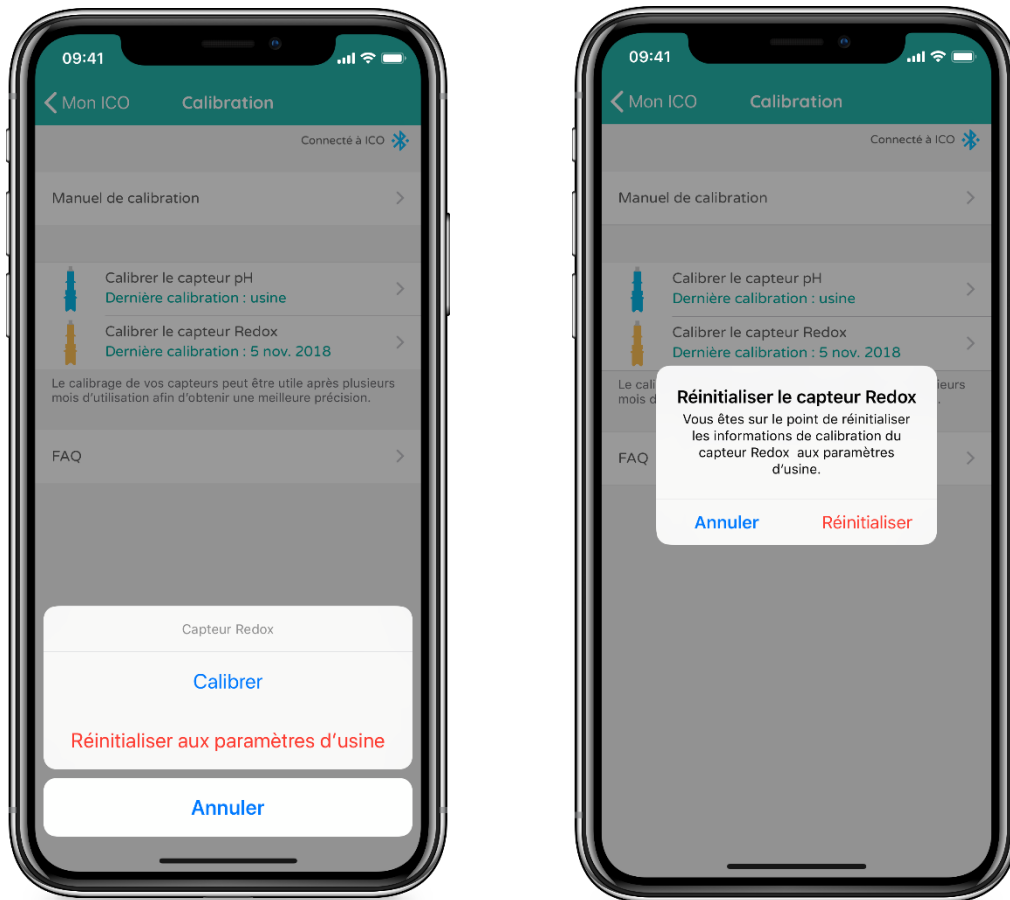 09:41
Mon ICO
Calibration
Connecté à ICO
Manuel de calibration
Calibrer le capteur pH
Dernière calibration : usine
Calibrer le capteur Redox
Dernière calibration : 5 nov. 2018
Le calibrage de vos capteurs peut être utile après plusieurs
mois d'utilisation afin d'obtenir une meilleure précision.
FAQ
Capteur Redox
Calibrer
Réinitialiser aux paramètres d'usine
Annuler
09:41
Mon ICO
Calibration
Connecté à ICO
Manuel de calibration
Calibrer le capteur pH
Dernière calibration : usine
Calibrer le capteur Redox
Dernière calibration : 5 nov. 2018
Réinitialiser le capteur Redox
Vous êtes sur le point de réinitialiser
les informations de calibration du
capteur Redox aux paramètres
d'usine.
FAQ
Annuler
Réinitialiser